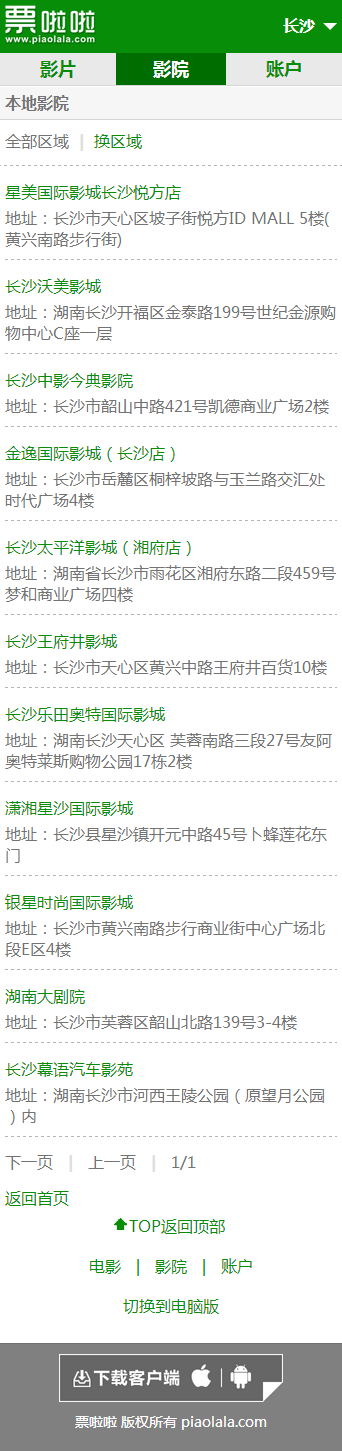 票啦啦
www.piaolala.com
长沙
影片 影院 账户
本地影院
全部区域 | 换区域
星美国际影城长沙悦方店
地址：长沙市天心区坡子街悦方ID MALL 5楼(
黄兴南路步行街)
长沙沃美影城
地址：湖南长沙开福区金泰路199号世纪金源购
物中心C座一层
长沙中影今典影院
地址：长沙市韶山中路421号凯德商业广场2楼
金逸国际影城（长沙店）
地址：长沙市岳麓区桐梓坡路与玉兰路交汇处
时代广场4楼
长沙太平洋影城（湘府店）
地址：湖南省长沙市雨花区湘府东路二段459号
梦和商业广场四楼
长沙王府井影城
地址：长沙市天心区黄兴中路王府井百货10楼
长沙乐田奥特国际影城
地址：湖南长沙天心区 芙蓉南路三段27号友阿
奥特莱斯购物公园17栋2楼
潇湘星沙国际影城
地址：长沙县星沙镇开元中路45号卜蜂莲花东
门
银星时尚国际影城
地址：长沙市黄兴南路步行商业街中心广场北
段E区4楼
湖南大剧院
地址：长沙市芙蓉区韶山北路139号3-4楼
长沙幕语汽车影苑
地址：湖南长沙市河西王陵公园（原望月公园
）内
下一页 | 上一页 | 1/1
返回首页
TOP返回顶部
电影 | 影院 | 账户
切换到电脑版
下载客户端
票啦啦 版权所有 piaolala.com